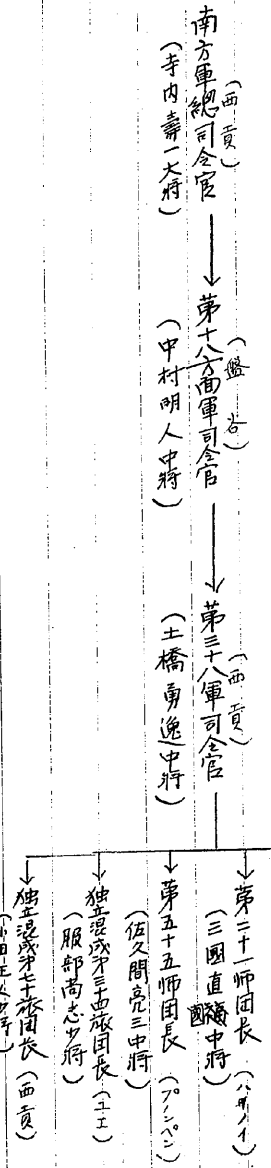 南方軍総司令官
(西貢)
(寺内壽一大将)
第十八方面軍司令官
(盤谷)
(中村明人中将)
第三十八軍司令官
(西貢)
(土橋勇逸中将)
第二十一师団長(ハノイ)
(三國直福中将)
國
第五十五师団長(プノンペン)
(佐久間亮三中将)
独立混成第三十四旅団長(ユエ)
(服部尚志少将)
独立混成第七十旅団長(西貢)